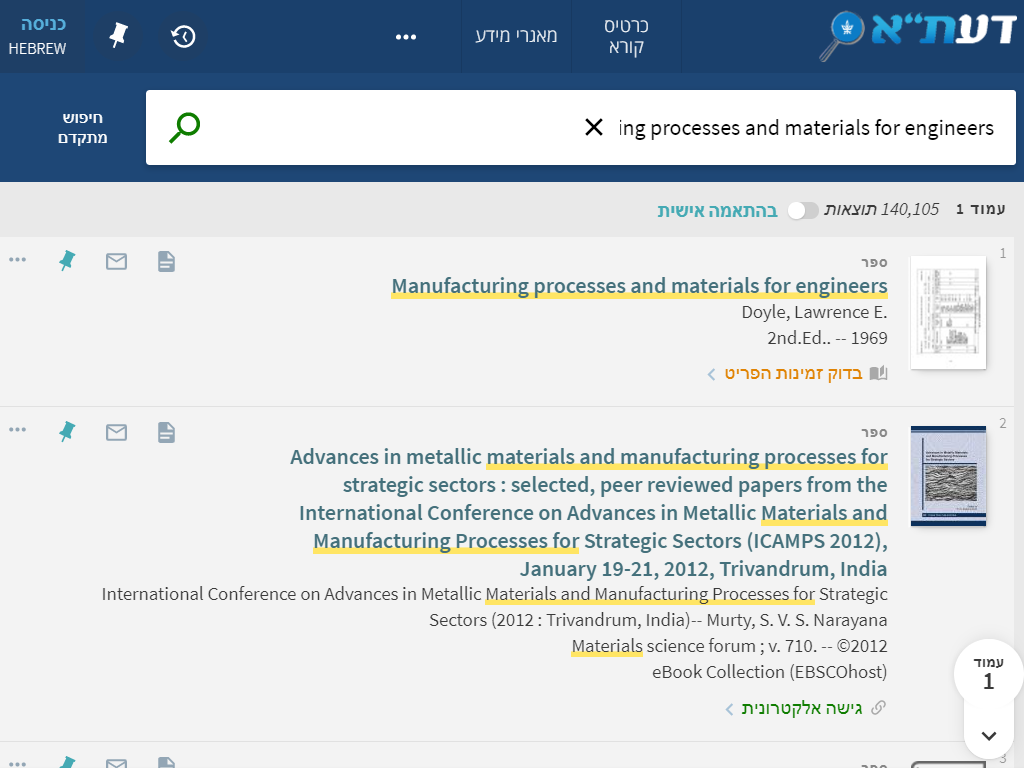 דעת"א
כרטיס
קורא
מאגרי מידע
כניסה
HEBREW
ing processes and materials for engineers
חיפוש
מתקדם
עמוד 1
140,105 תוצאות
בהתאמה אישית
1
ספר
Manufacturing processes and materials for engineers
Doyle, Lawrence E.
2nd.Ed.. -- 1969
בדוק זמינות הפריט
2
ספר
Advances in metallic materials and manufacturing processes for
strategic sectors : selected, peer reviewed papers from the
International Conference on Advances in Metallic Materials and
Manufacturing Processes for Strategic Sectors (ICAMPS 2012),
January 19-21, 2012, Trivandrum, India
International Conference on Advances in Metallic Materials and Manufacturing Processes for Strategic
Sectors (2012 : Trivandrum, India)-- Murty, S. V. S. Narayana
Materials science forum ; v. 710. -- ©2012
eBook Collection (EBSCOhost)
גישה אלקטרונית
עמוד
1
3
ספר